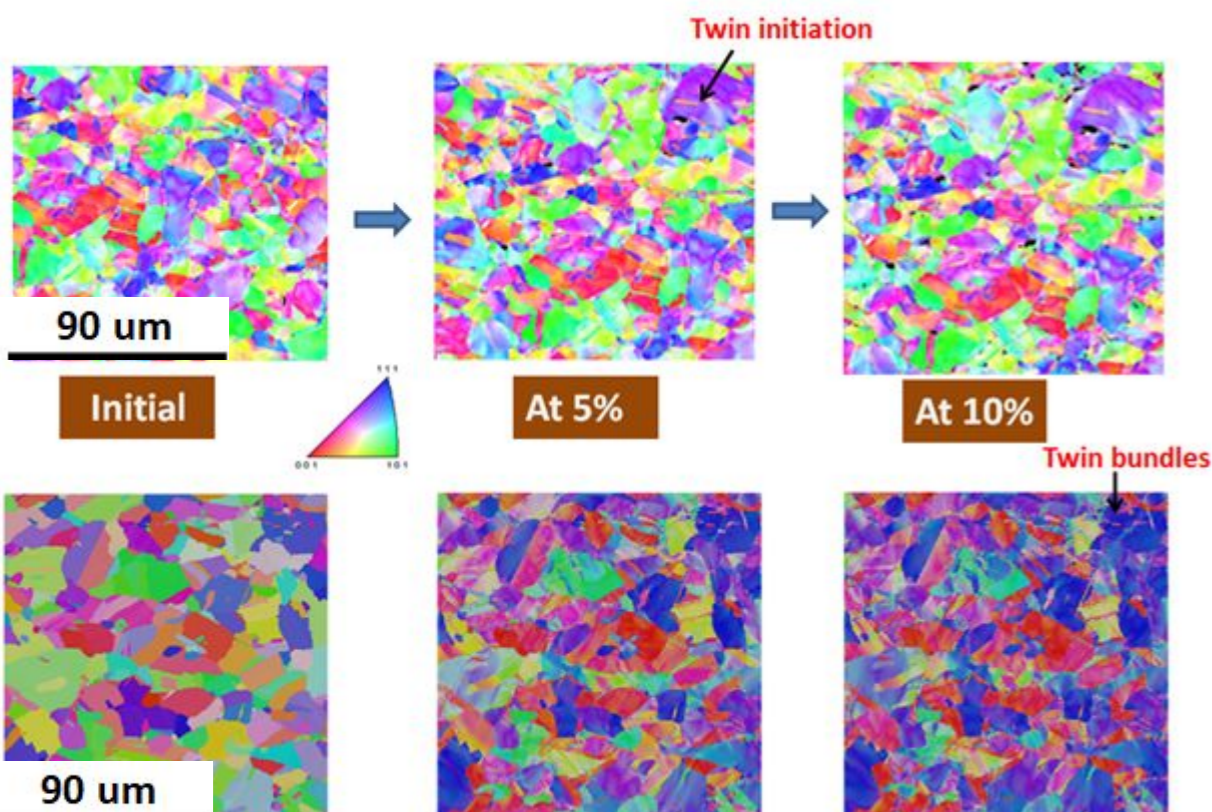 Twin initiation
90 um
Initial
111
001
101
At 5%
At 10%
Twin bundles
90 um